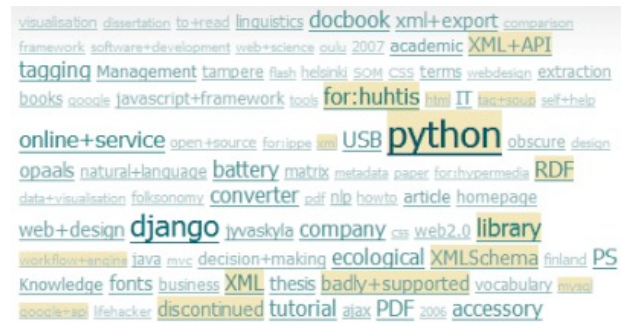 visualisation dissertation to+read linguistics docbook xml+export comparison
framework software+development web+science oulu 2007 academic XML+API
tagging Management tampere flash helsinki SOM CSS terms webdesign extraction
books google javascript+framework tools for:huhtis html IT tag+soup self+help
online+service open+source for:ippe xml USB python obscure design
opaals natural+language battery matrix metadata paper for:hypermedia RDF
data+visualisation folksonomy converter pdf nlp howto article homepage
web+design django jyvaskyla company css web2.0 library
workflow+engine java mvc decision+making ecological XMLSchema finland PS
Knowledge fonts business XML thesis badly+supported vocabulary mysql
google+api lifehacker discontinued tutorial ajax PDF 2006 accessory